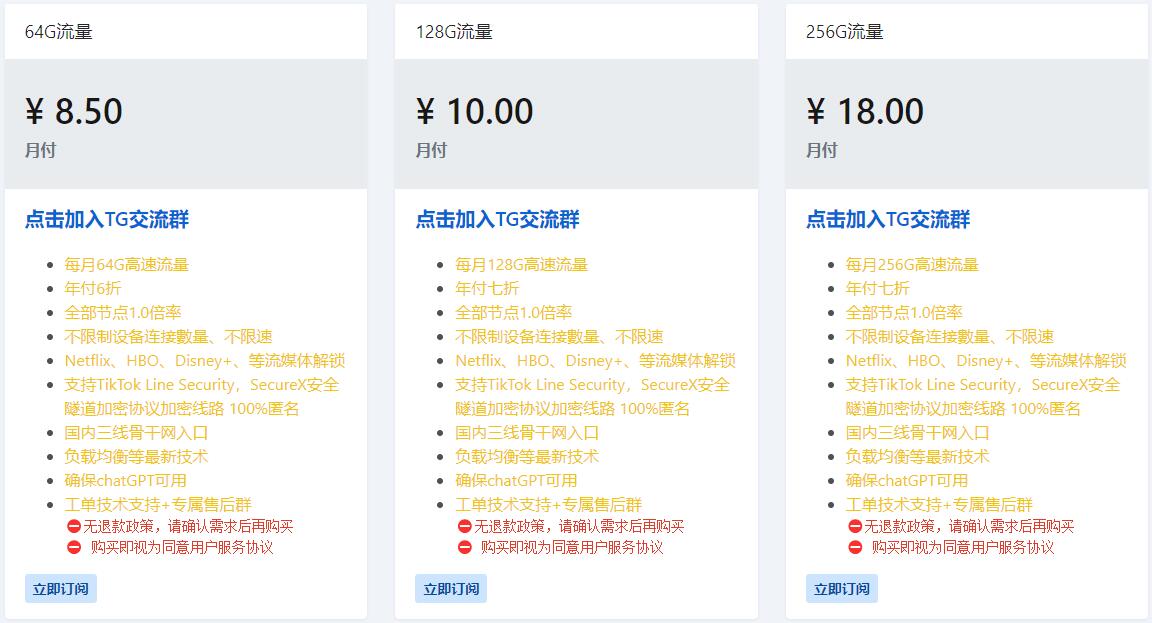 64G流量
¥ 8.50
月付
点击加入TG交流群
每月64G高速流量
年付6折
全部节点1.0倍率
不限制设备连接數量、不限速
Netflix、HBO、Disney+、等流媒体解锁
支持TikTok Line Security，SecureX安全
隧道加密协议加密线路 100%匿名
国内三线骨干网入口
负载均衡等最新技术
确保chatGPT可用
工单技术支持+专属售后群
⛔无退款政策，请确认需求后再购买
⛔ 购买即视为同意用户服务协议
立即订阅
128G流量
¥ 10.00
月付
点击加入TG交流群
每月128G高速流量
年付七折
全部节点1.0倍率
不限制设备连接數量、不限速
Netflix、HBO、Disney+、等流媒体解锁
支持TikTok Line Security，SecureX安全
隧道加密协议加密线路 100%匿名
国内三线骨干网入口
负载均衡等最新技术
确保chatGPT可用
工单技术支持+专属售后群
⛔无退款政策，请确认需求后再购买
⛔ 购买即视为同意用户服务协议
立即订阅
256G流量
¥ 18.00
月付
点击加入TG交流群
每月256G高速流量
年付七折
全部节点1.0倍率
不限制设备连接數量、不限速
Netflix、HBO、Disney+、等流媒体解锁
支持TikTok Line Security，SecureX安全
隧道加密协议加密线路 100%匿名
国内三线骨干网入口
负载均衡等最新技术
确保chatGPT可用
工单技术支持+专属售后群
⛔无退款政策，请确认需求后再购买
⛔ 购买即视为同意用户服务协议
立即订阅